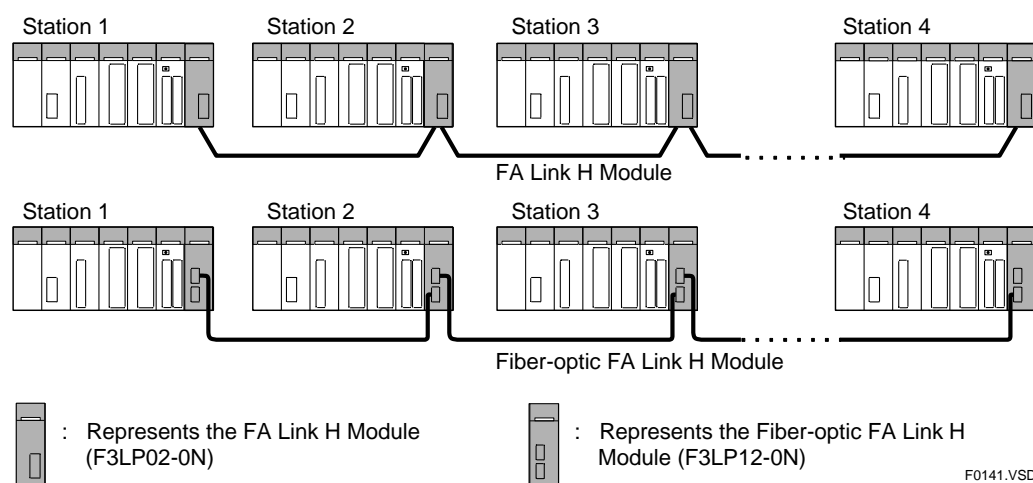 Station 1 Station 2 Station 3 Station 4
FA Link H Module
Station 1 Station 2 Station 3 Station 4
Fiber-optic FA Link H Module
: Represents the FA Link H Module
(F3LP02-0N)
: Represents the Fiber-optic FA Link H
Module (F3LP12-0N)
F0141.VSD